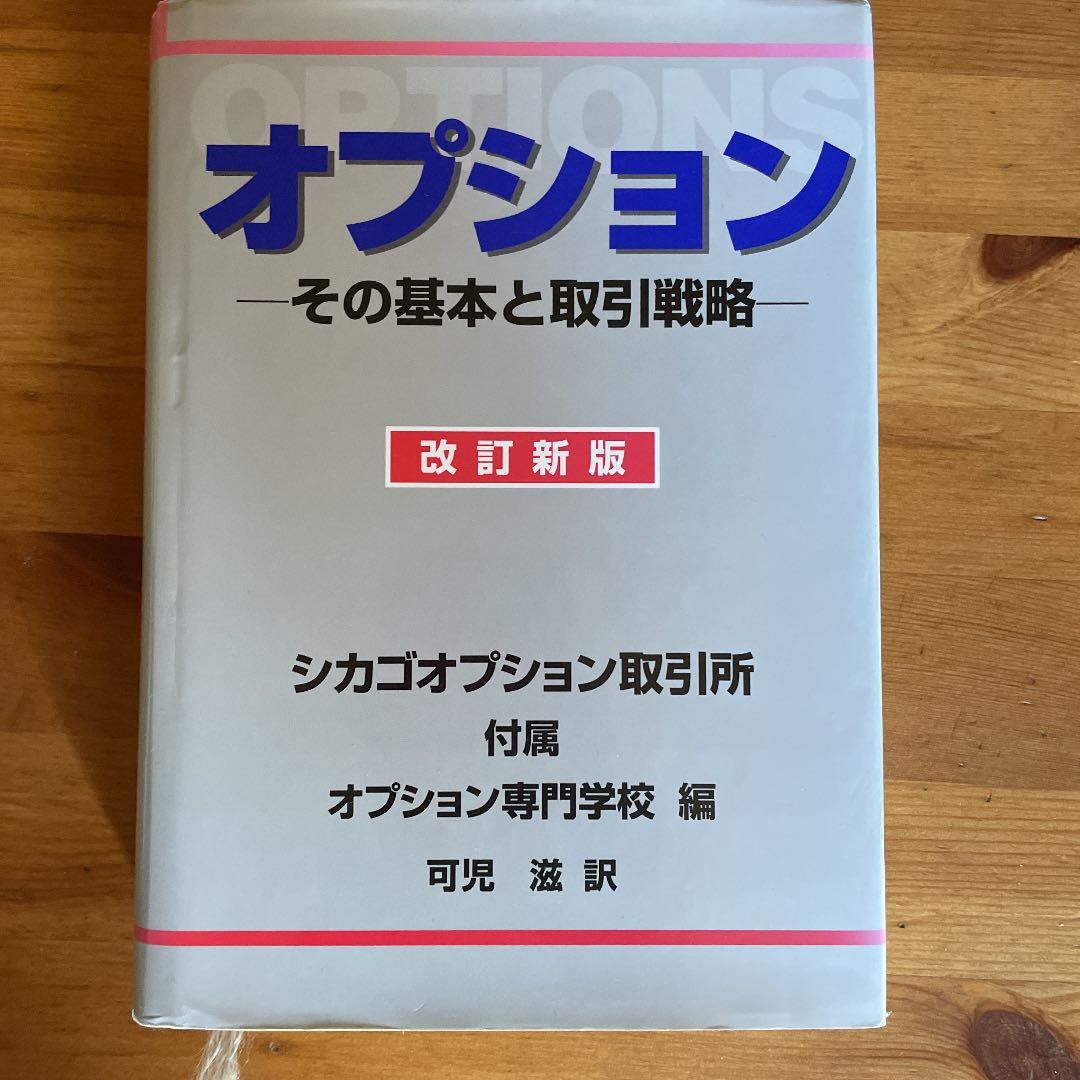 OPTIONS
オプション
―その基本と取引戦略―
改訂新版
シカゴオプション取引所
付属
オプション専門学校 編
可児 滋 訳